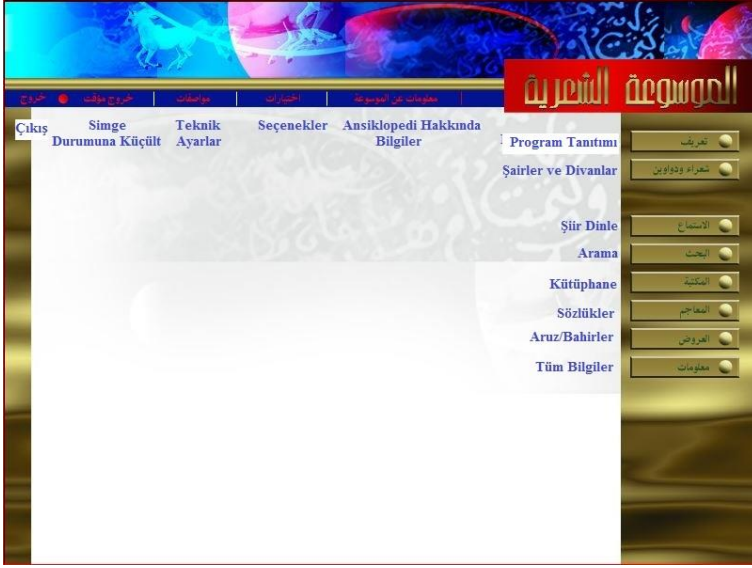 الموسوعة الشعرية
معلومات عن الموسوعة
اختيارات
مواصفات
خروج مؤقت
خروج
Çıkış
Simge
Durumuna Küçült
Teknik
Ayarlar
Seçenekler
Ansiklopedi Hakkında
Bilgiler
Program Tanıtımı
تعريف
Şairler ve Divanlar
شعراء ودواوين
Şiir Dinle
الاستماع
Arama
البحث
Kütüphane
المكتبة
Sözlükler
المعاجم
Aruz/Bahirler
العروض
Tüm Bilgiler
معلومات